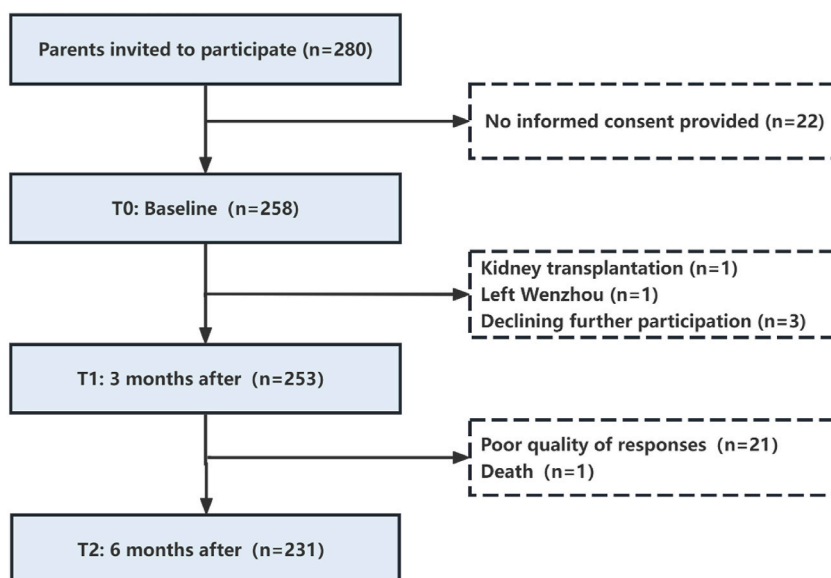 Parents invited to participate (n=280)
No informed consent provided (n=22)
T0: Baseline (n=258)
Kidney transplantation (n=1)
Left Wenzhou (n=1)
Declining further participation (n=3)
T1: 3 months after (n=253)
Poor quality of responses (n=21)
Death (n=1)
T2: 6 months after (n=231)